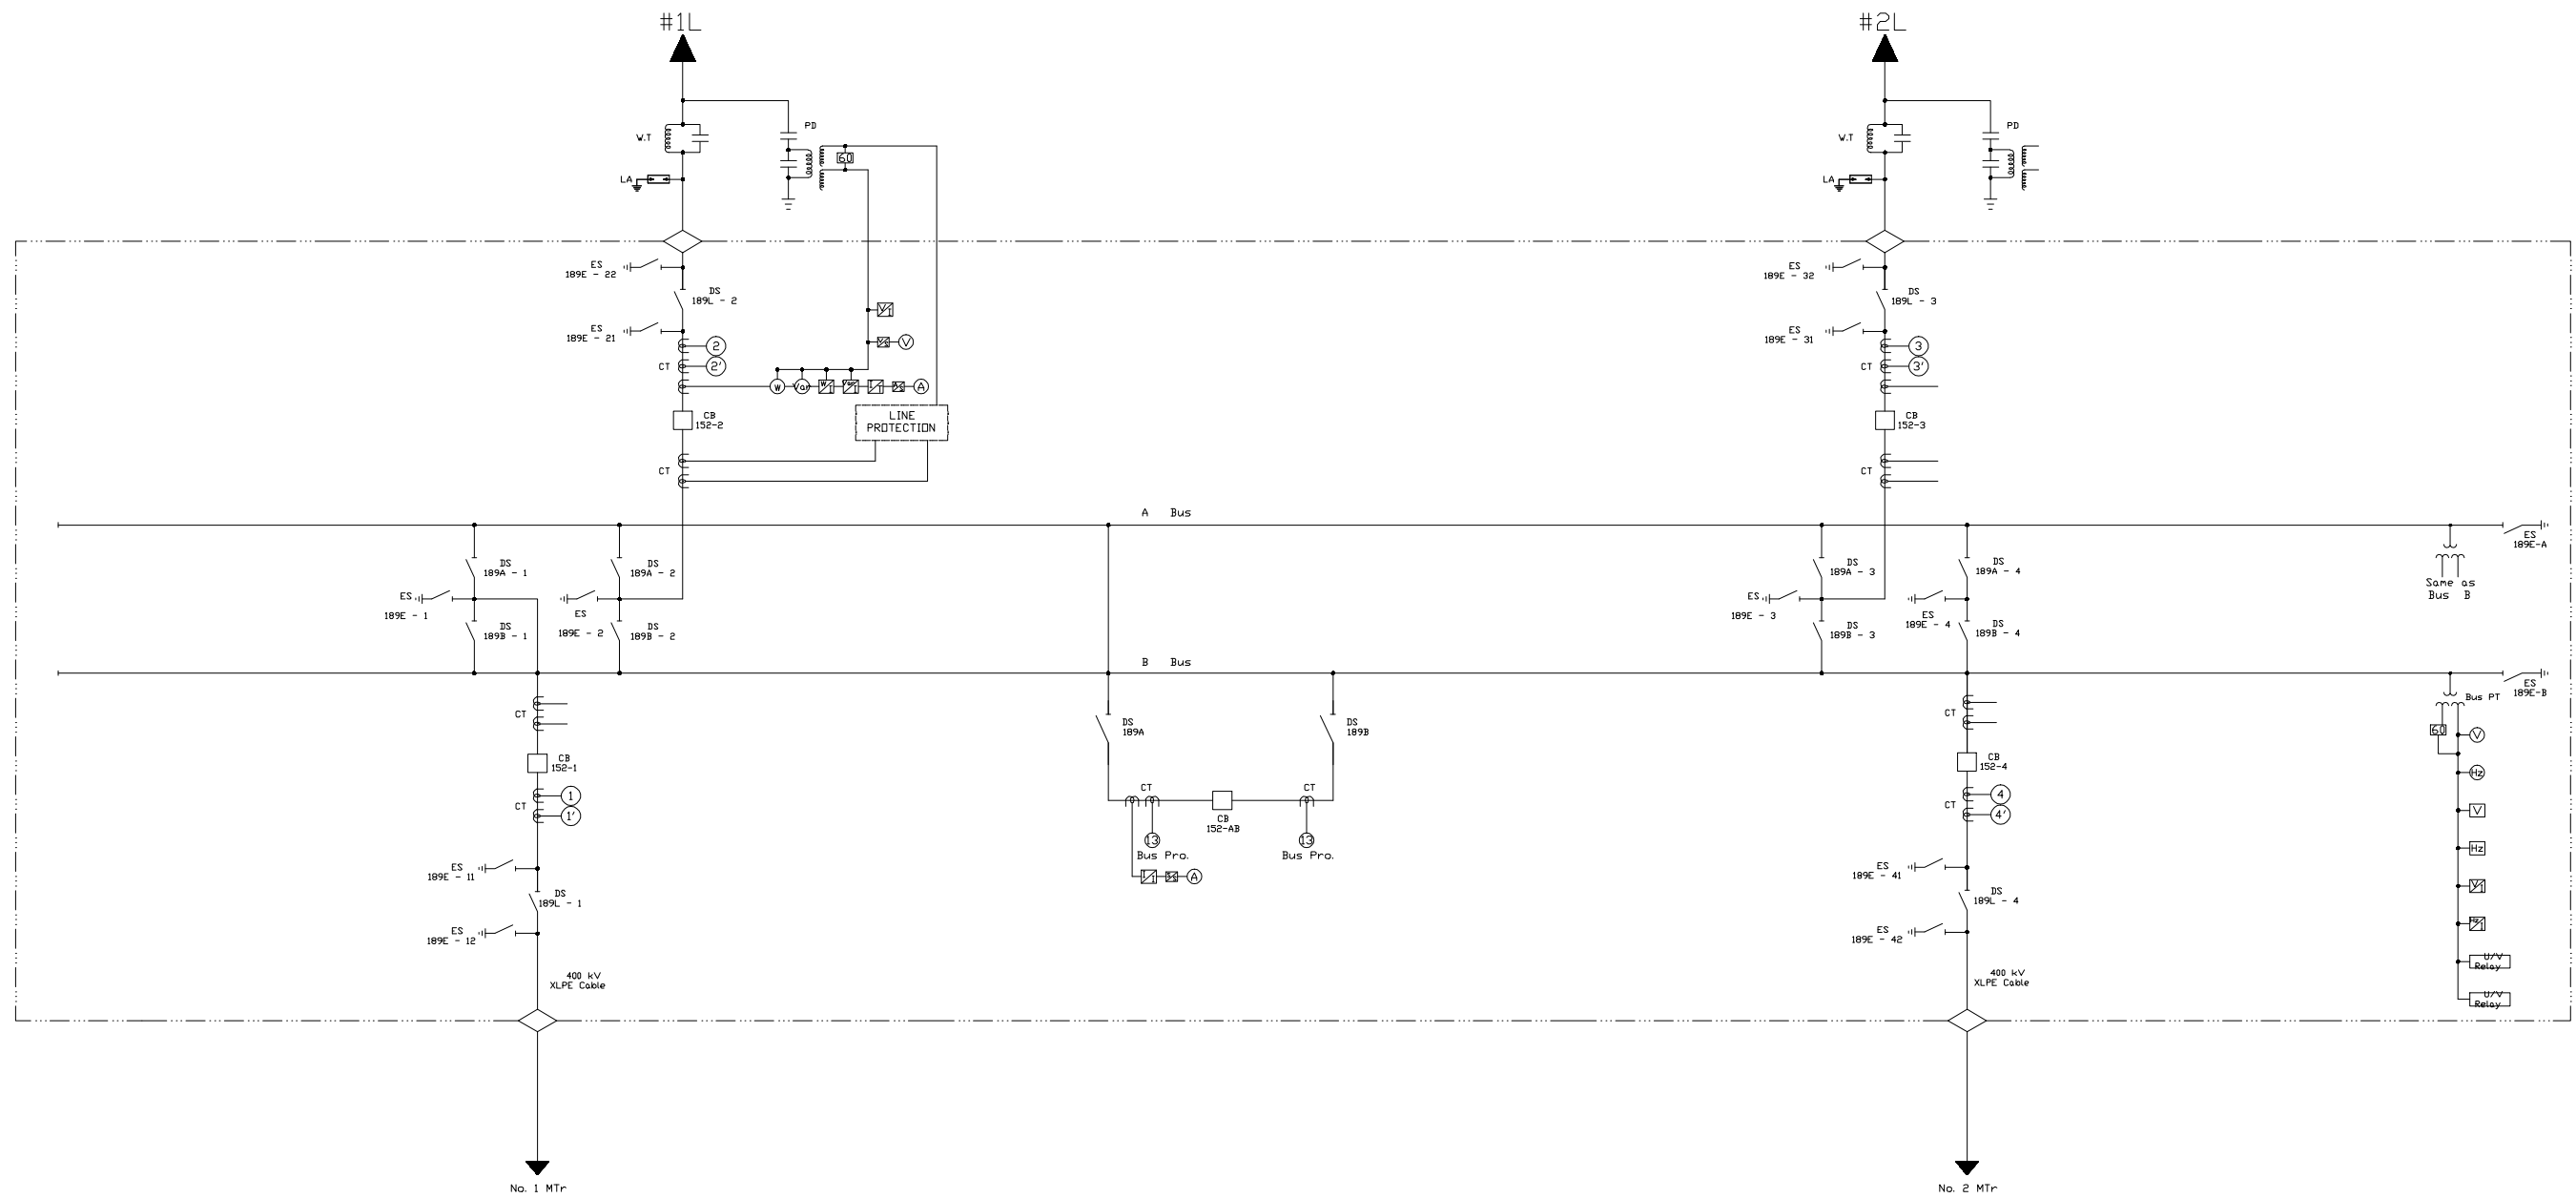 #1L
#2L
W.T
PD
60
LA
W.T
PD
LA
ES
189E - 22
DS
189L - 2
ES
189E - 21
2
2'
CT
V
I
V
W
Var
W
I
Var
I
I
I
A
CB
152-2
LINE
PROTECTION
CT
ES
189E - 32
DS
189L - 3
ES
189E - 31
3
3'
CT
CB
152-3
CT
A Bus
ES
189E-A
DS
189A - 1
ES
189E - 1
DS
189B - 1
DS
189A - 2
ES
189E - 2
DS
189B - 2
DS
189A - 3
ES
189E - 3
DS
189B - 3
DS
189A - 4
ES
189E - 4
DS
189B - 4
Same as
Bus B
B Bus
ES
189E-B
CT
CB
152-1
1
CT
1'
ES
189E - 11
DS
189L - 1
ES
189E - 12
400 kV
XLPE Cable
DS
189A
DS
189B
CT
CT
CB
152-AB
13
Bus Pro.
13
Bus Pro.
I
I
A
CT
CB
152-4
4
CT
4'
ES
189E - 41
DS
189L - 4
ES
189E - 42
400 kV
XLPE Cable
Bus PT
60
V
Hz
V
Hz
V
I
Hz
I
U/V
Relay
U/V
Relay
No. 1 MTr
No. 2 MTr